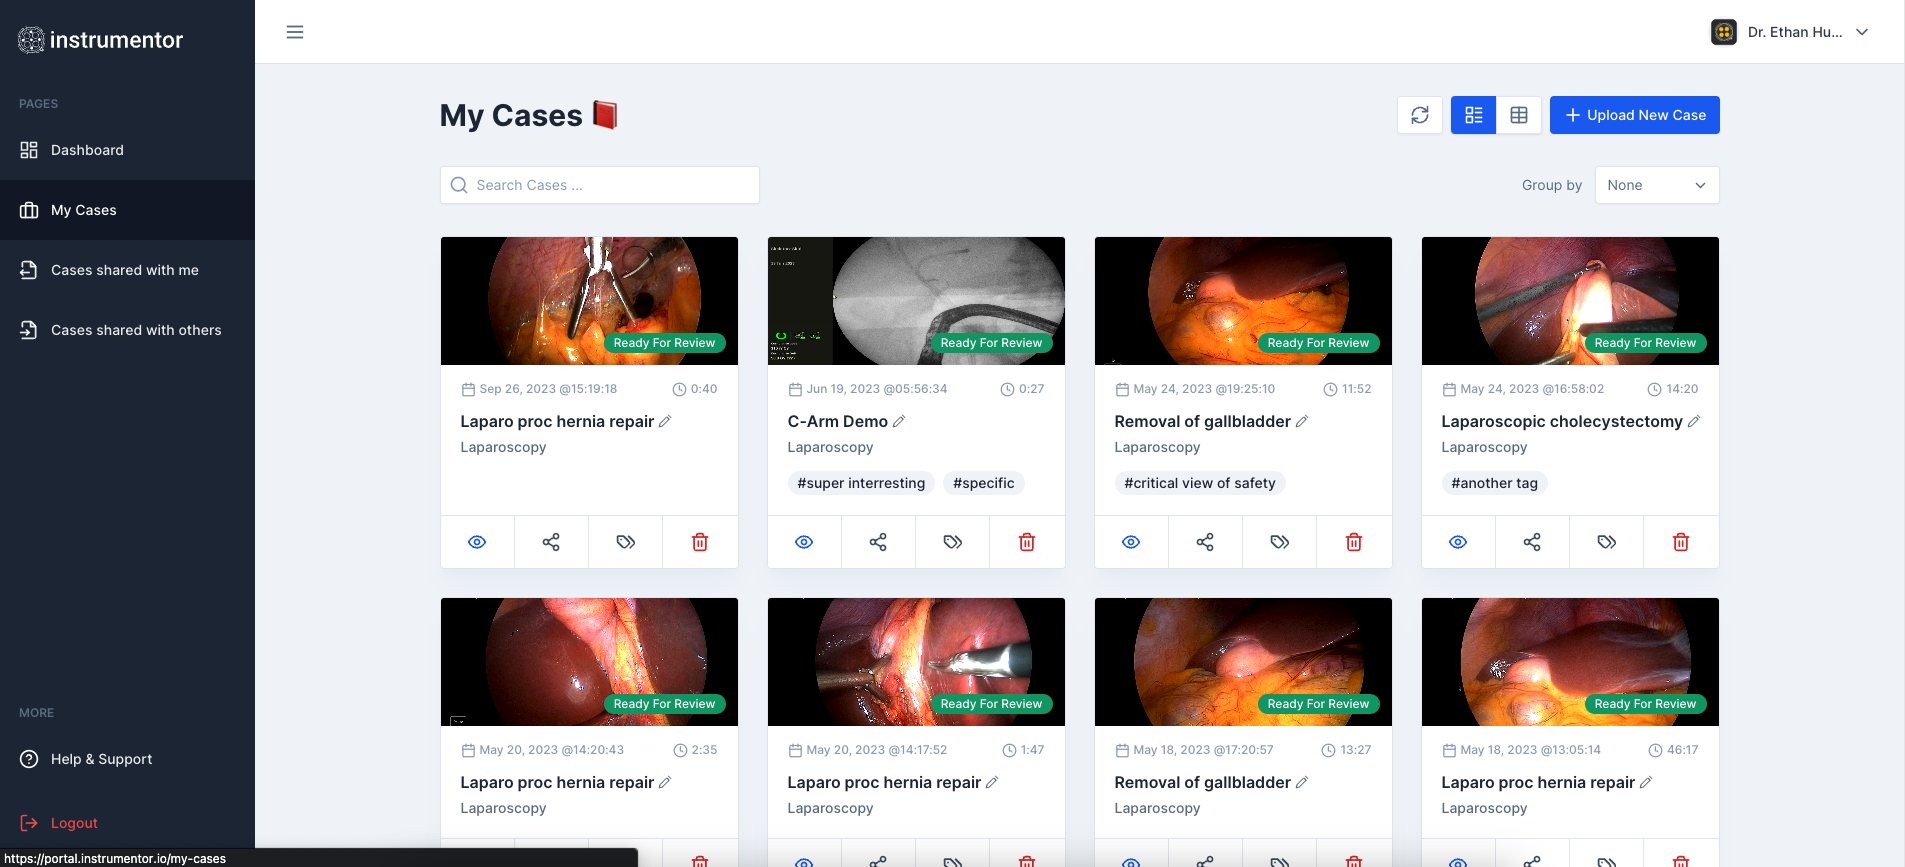 instrumentor
Dr. Ethan Hu...
PAGES
Dashboard
My Cases
Cases shared with me
Cases shared with others
MORE
Help & Support
Logout
https://portal.instrumentor.io/my-cases
My Cases
Upload New Case
Search Cases ...
Group by
None
Ready For Review
Sep 26, 2023 @15:19:18
0:40
Laparo proc hernia repair
Laparoscopy
Ready For Review
Jun 19, 2023 @05:56:34
0:27
C-Arm Demo
Laparoscopy
#super interresting
#specific
Ready For Review
May 24, 2023 @19:25:10
11:52
Removal of gallbladder
Laparoscopy
#critical view of safety
Ready For Review
May 24, 2023 @16:58:02
14:20
Laparoscopic cholecystectomy
Laparoscopy
#another tag
Ready For Review
May 20, 2023 @14:20:43
2:35
Laparo proc hernia repair
Laparoscopy
Ready For Review
May 20, 2023 @14:17:52
1:47
Laparo proc hernia repair
Laparoscopy
Ready For Review
May 18, 2023 @17:20:57
13:27
Removal of gallbladder
Laparoscopy
Ready For Review
May 18, 2023 @13:05:14
46:17
Laparo proc hernia repair
Laparoscopy